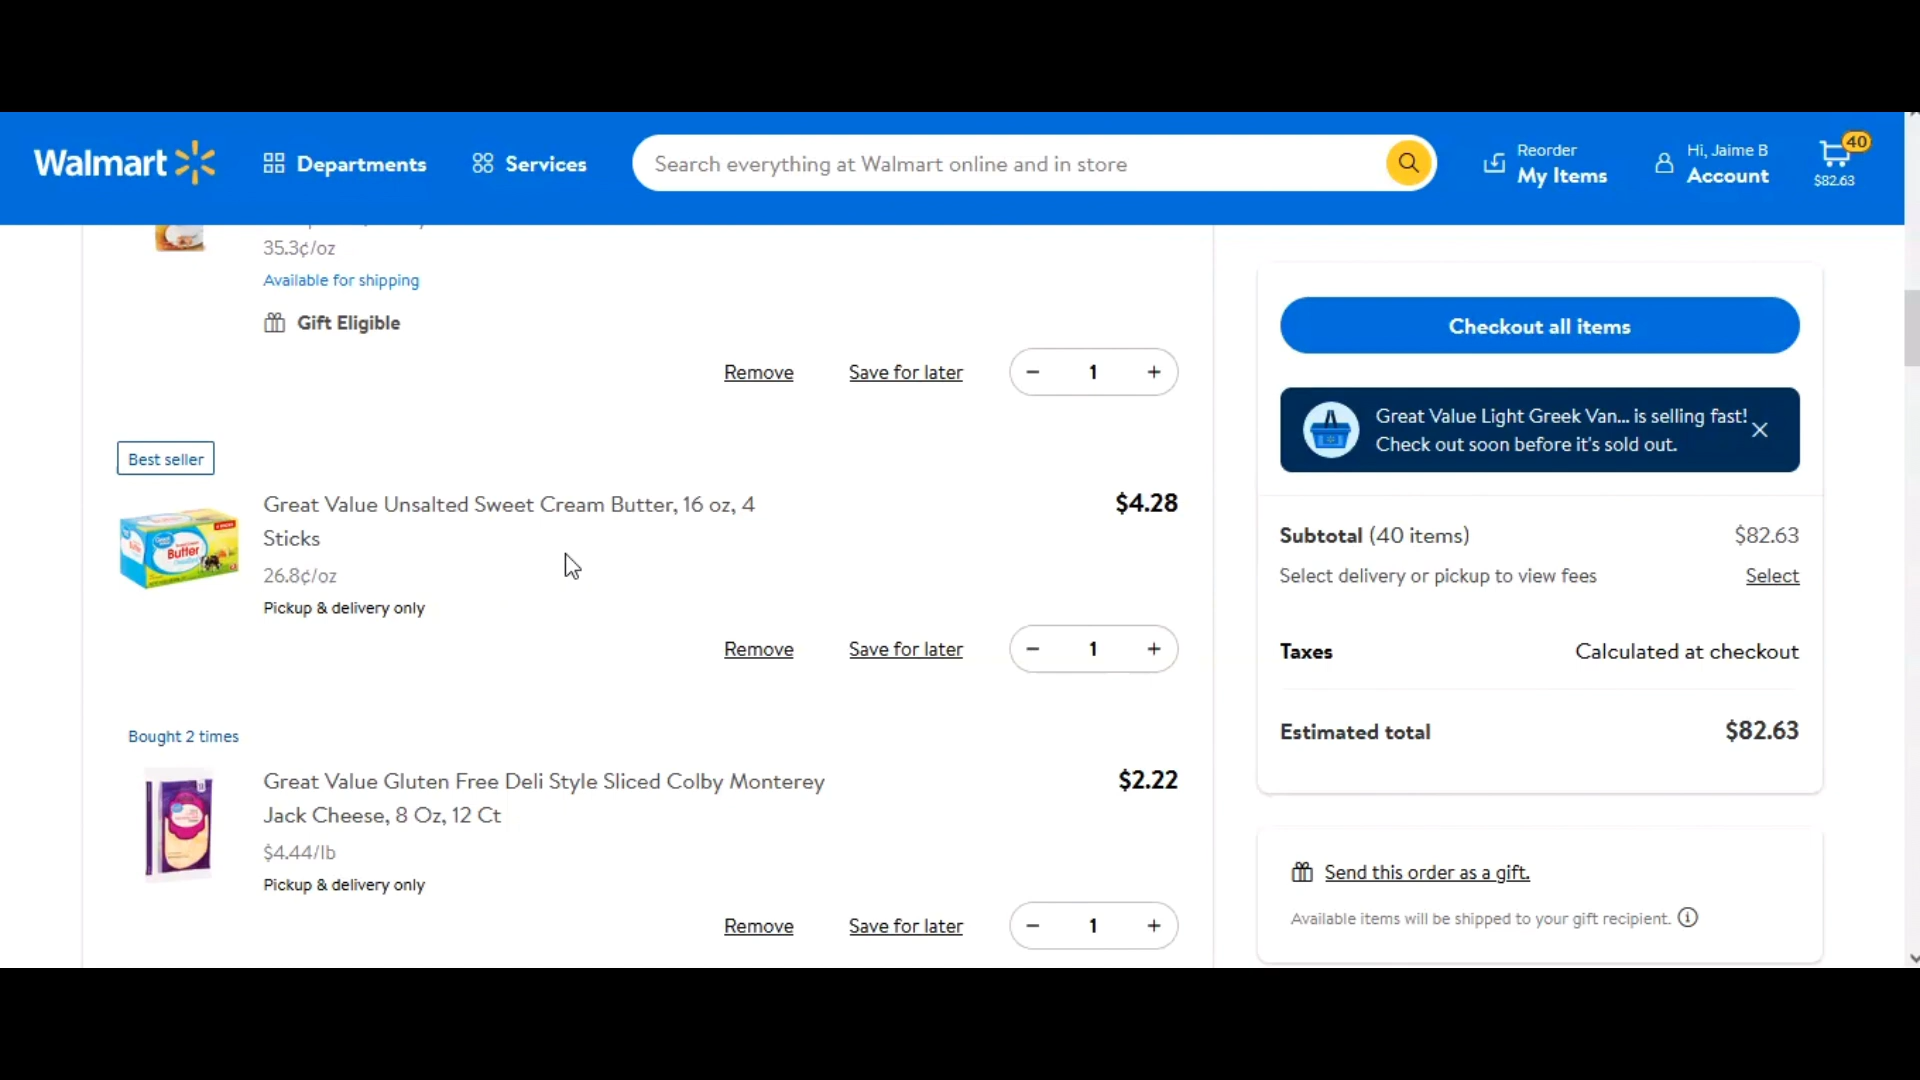 Walmart
Departments
Services
Search everything at Walmart online and in store
Reorder
My Items
Hi, Jaime B
Account
40
$82.63
35.3¢/oz
Available for shipping
Gift Eligible
Remove
Save for later
− 1 +
Best seller
Great Value Unsalted Sweet Cream Butter, 16 oz, 4
Sticks
$4.28
26.8¢/oz
Pickup & delivery only
Remove
Save for later
− 1 +
Bought 2 times
Great Value Gluten Free Deli Style Sliced Colby Monterey
Jack Cheese, 8 Oz, 12 Ct
$2.22
$4.44/lb
Pickup & delivery only
Remove
Save for later
− 1 +
Butter
Checkout all items
Great Value Light Greek Van... is selling fast!
Check out soon before it's sold out.
Subtotal (40 items)
$82.63
Select delivery or pickup to view fees
Select
Taxes
Calculated at checkout
Estimated total
$82.63
Send this order as a gift.
Available items will be shipped to your gift recipient.